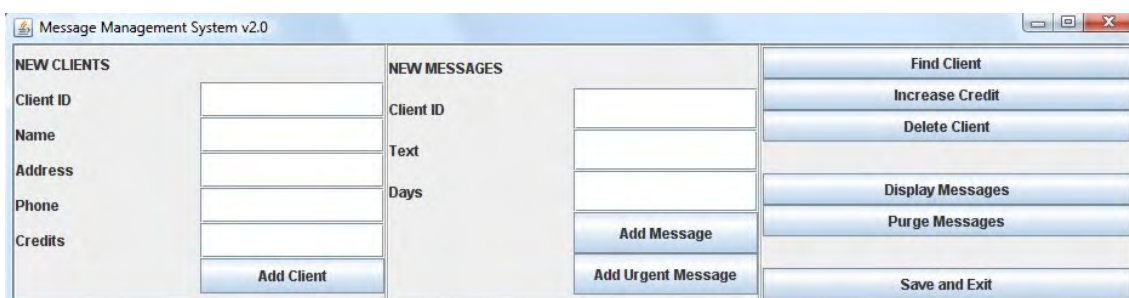 Message Management System v2.0
NEW CLIENTS
Client ID
Name
Address
Phone
Credits
Add Client
NEW MESSAGES
Client ID
Text
Days
Add Message
Add Urgent Message
Find Client
Increase Credit
Delete Client
Display Messages
Purge Messages
Save and Exit